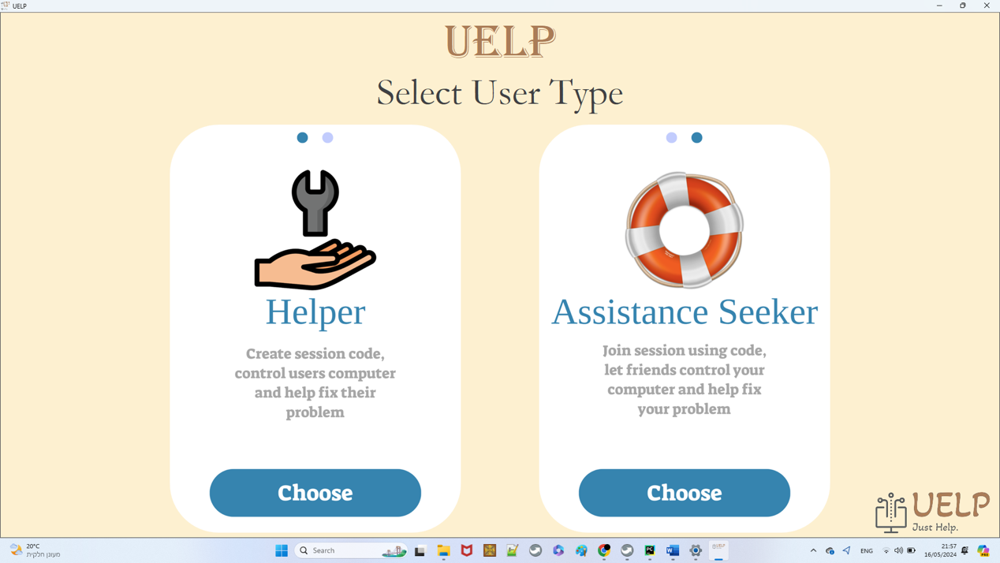 UELP
UELP
Select User Type
Helper
Create session code,
control users computer
and help fix their
problem
Choose
Assistance Seeker
Join session using code,
let friends control your
computer and help fix
your problem
Choose
UELP
Just Help.
20°C
מעונן חלקית
Search
ENG
21:57
16/05/2024